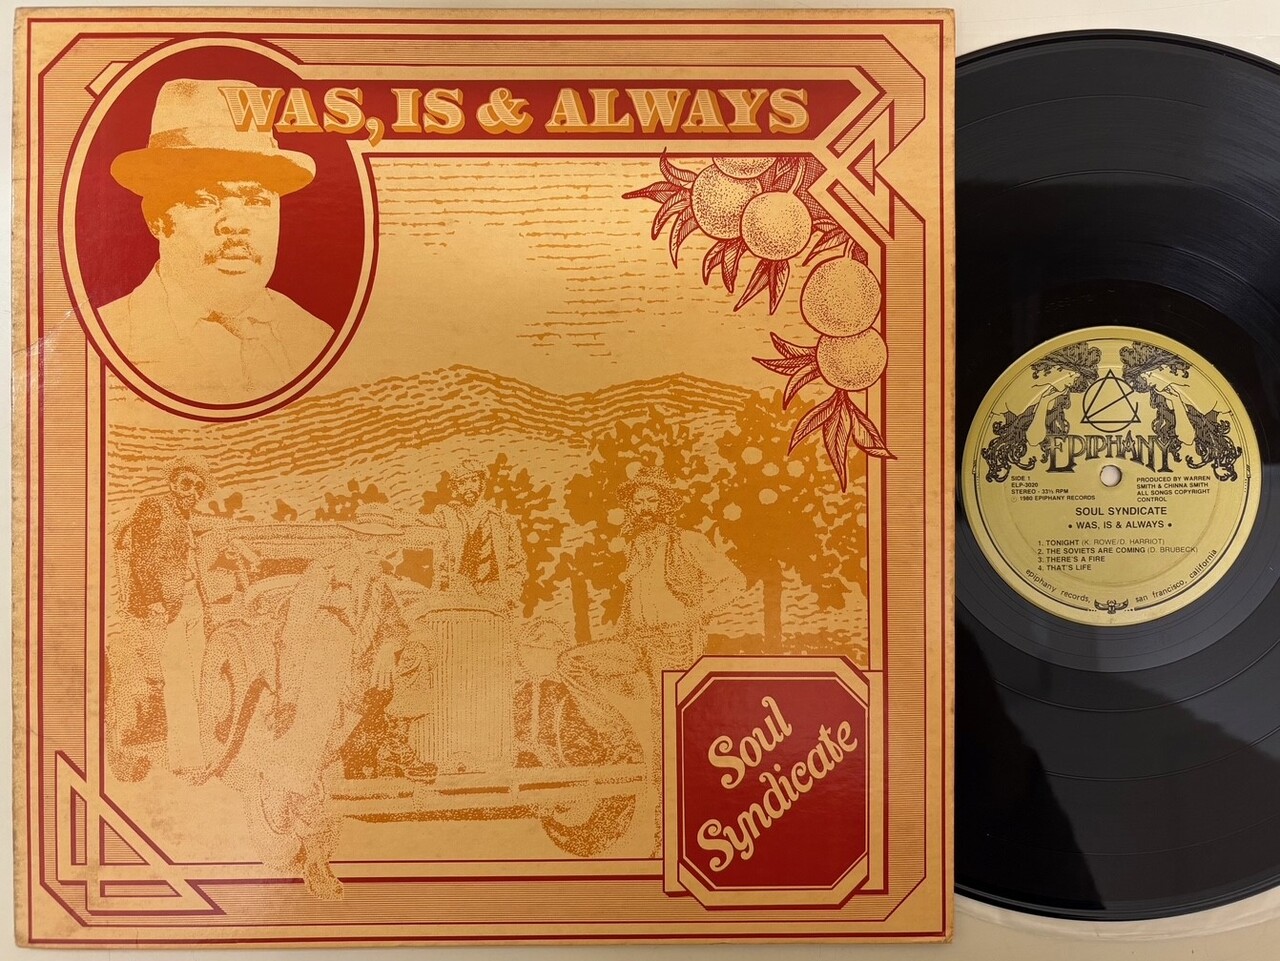 WAS, IS & ALWAYS
Soul
Syndicate
EPIPHANY
SIDE 1
ELP-3020
STEREO - 33⅓ RPM
Ⓟ 1980 EPIPHANY RECORDS
PRODUCED BY WARREN
SMITH & CHINNA SMITH
ALL SONGS COPYRIGHT
CONTROL
SOUL SYNDICATE
• WAS, IS & ALWAYS •
1. TONIGHT (K. ROWE/D. HARRIOT)
2. THE SOVIETS ARE COMING (D. BRUBECK)
3. THERE'S A FIRE
4. THAT'S LIFE
epiphany records, san francisco, california